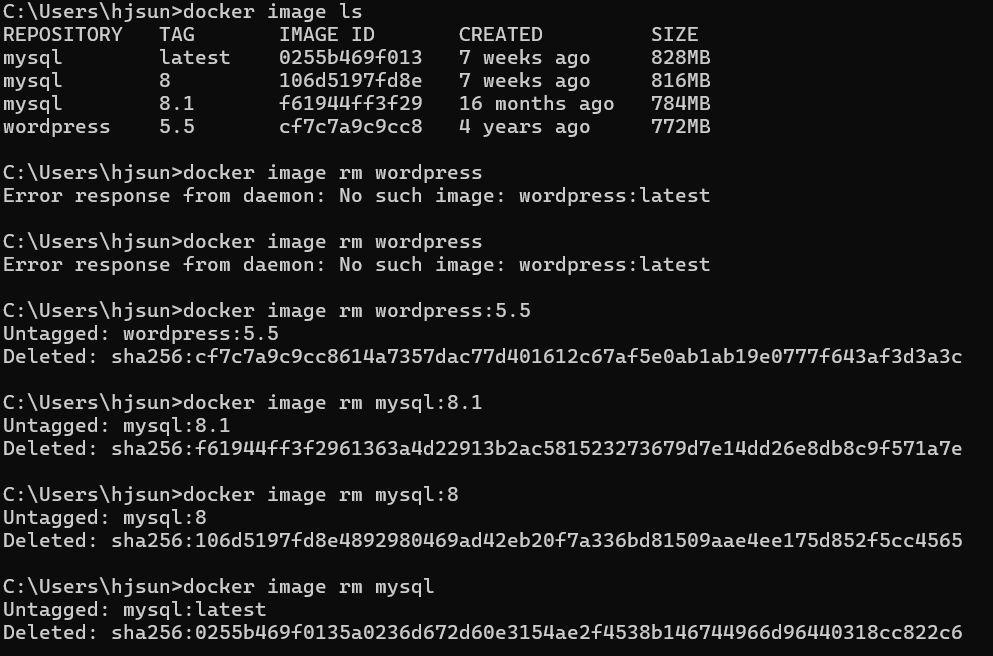 C:\Users\hjsun>docker image ls
REPOSITORY   TAG       IMAGE ID       CREATED         SIZE
mysql        latest    0255b469f013   7 weeks ago     828MB
mysql        8         106d5197fd8e   7 weeks ago     816MB
mysql        8.1       f61944ff3f29   16 months ago   784MB
wordpress    5.5       cf7c7a9c9cc8   4 years ago     772MB
C:\Users\hjsun>docker image rm wordpress
Error response from daemon: No such image: wordpress:latest
C:\Users\hjsun>docker image rm wordpress
Error response from daemon: No such image: wordpress:latest
C:\Users\hjsun>docker image rm wordpress:5.5
Untagged: wordpress:5.5
Deleted: sha256:cf7c7a9c9cc8614a7357dac77d401612c67af5e0ab1ab19e0777f643af3d3a3c
C:\Users\hjsun>docker image rm mysql:8.1
Untagged: mysql:8.1
Deleted: sha256:f61944ff3f2961363a4d22913b2ac581523273679d7e14dd26e8db8c9f571a7e
C:\Users\hjsun>docker image rm mysql:8
Untagged: mysql:8
Deleted: sha256:106d5197fd8e4892980469ad42eb20f7a336bd81509aae4ee175d852f5cc4565
C:\Users\hjsun>docker image rm mysql
Untagged: mysql:latest
Deleted: sha256:0255b469f0135a0236d672d60e3154ae2f4538b146744966d96440318cc822c6